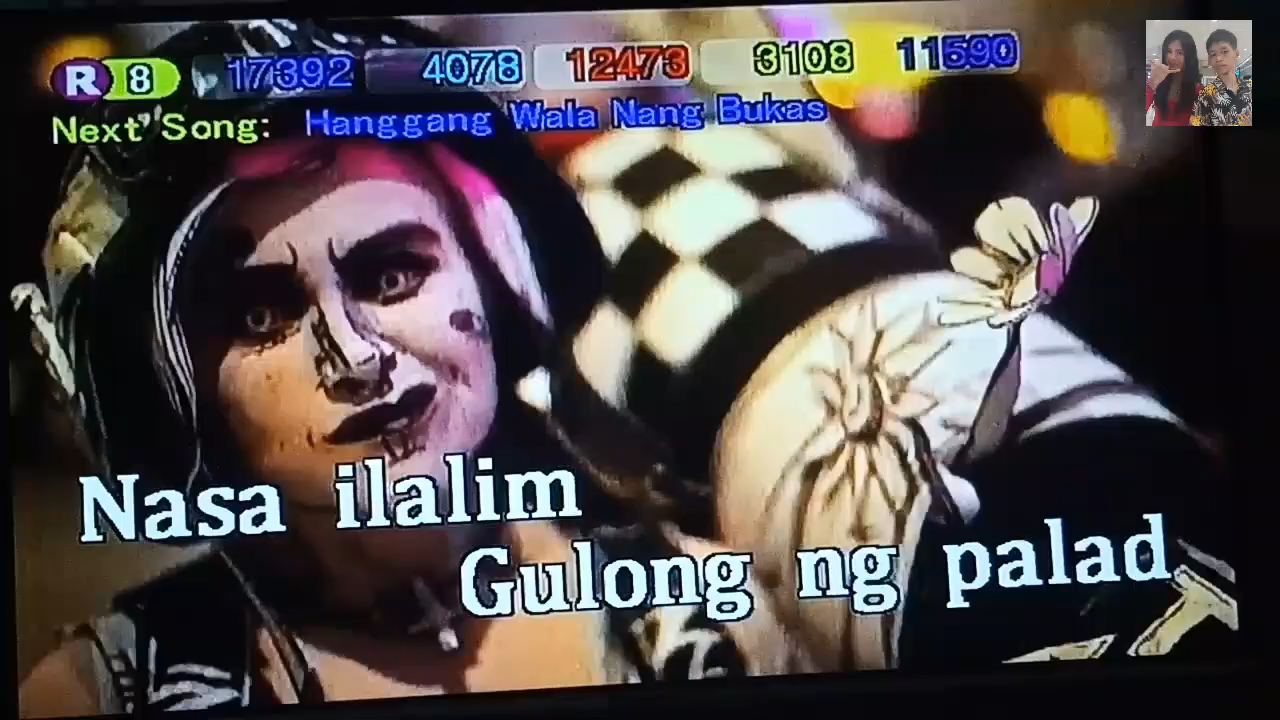 R 8 17392 4078 12473 3108 11590
Next Song: Hanggang Wala Nang Bukas
Nasa ilalim
Gulong ng palad